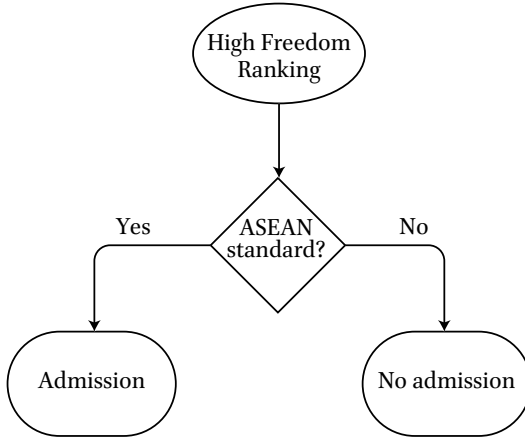 High Freedom
Ranking
ASEAN
standard?
Yes
No
Admission
No admission